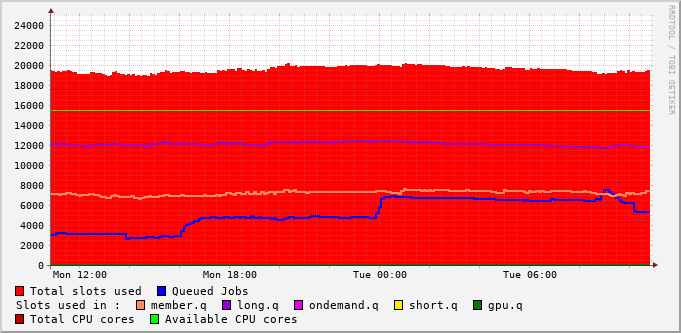 24000
22000
20000
18000
16000
14000
12000
10000
8000
6000
4000
2000
0
Mon 12:00 Mon 18:00 Tue 00:00 Tue 06:00
Total slots used Queued Jobs
Slots used in : member.q long.q ondemand.q short.q gpu.q
Total CPU cores Available CPU cores
RRDTOOL / TOBI OETIKER